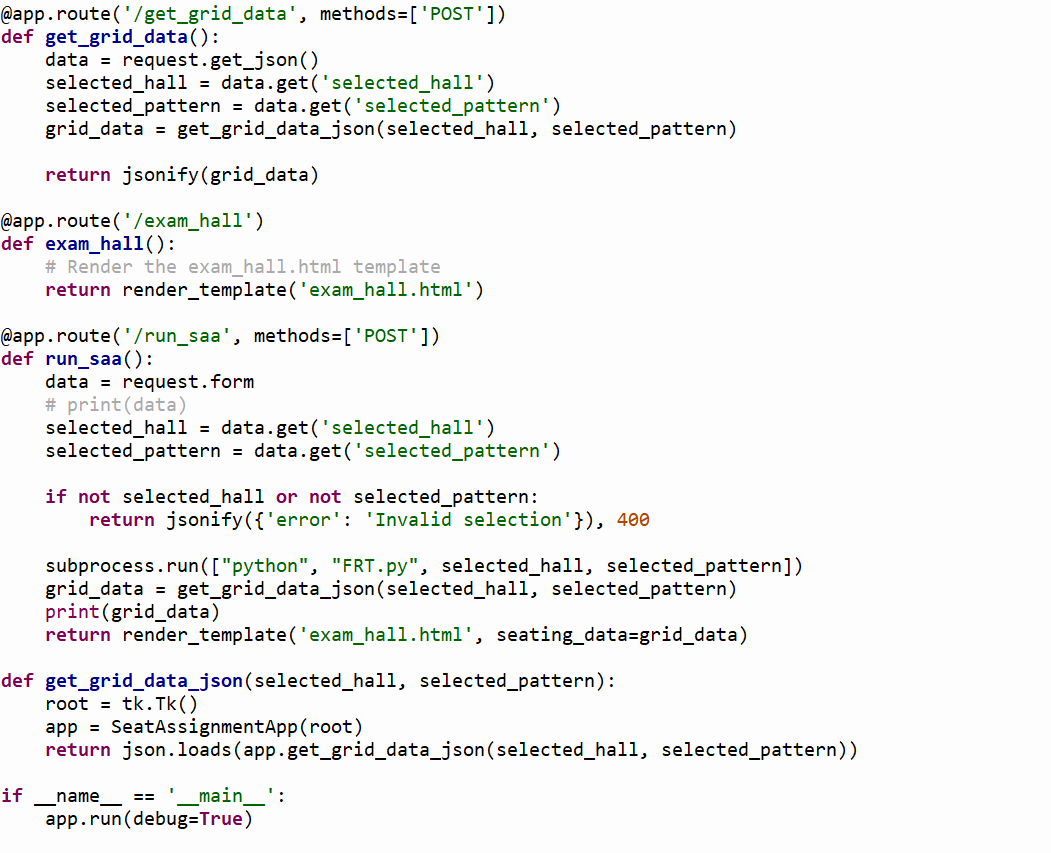 @app.route('/get_grid_data', methods=['POST'])
def get_grid_data():
    data = request.get_json()
    selected_hall = data.get('selected_hall')
    selected_pattern = data.get('selected_pattern')
    grid_data = get_grid_data_json(selected_hall, selected_pattern)

    return jsonify(grid_data)

@app.route('/exam_hall')
def exam_hall():
    # Render the exam_hall.html template
    return render_template('exam_hall.html')

@app.route('/run_saa', methods=['POST'])
def run_saa():
    data = request.form
    # print(data)
    selected_hall = data.get('selected_hall')
    selected_pattern = data.get('selected_pattern')

    if not selected_hall or not selected_pattern:
        return jsonify({'error': 'Invalid selection'}), 400

    subprocess.run(["python", "FRT.py", selected_hall, selected_pattern])
    grid_data = get_grid_data_json(selected_hall, selected_pattern)
    print(grid_data)
    return render_template('exam_hall.html', seating_data=grid_data)

def get_grid_data_json(selected_hall, selected_pattern):
    root = tk.Tk()
    app = SeatAssignmentApp(root)
    return json.loads(app.get_grid_data_json(selected_hall, selected_pattern))

if __name__ == '__main__':
    app.run(debug=True)